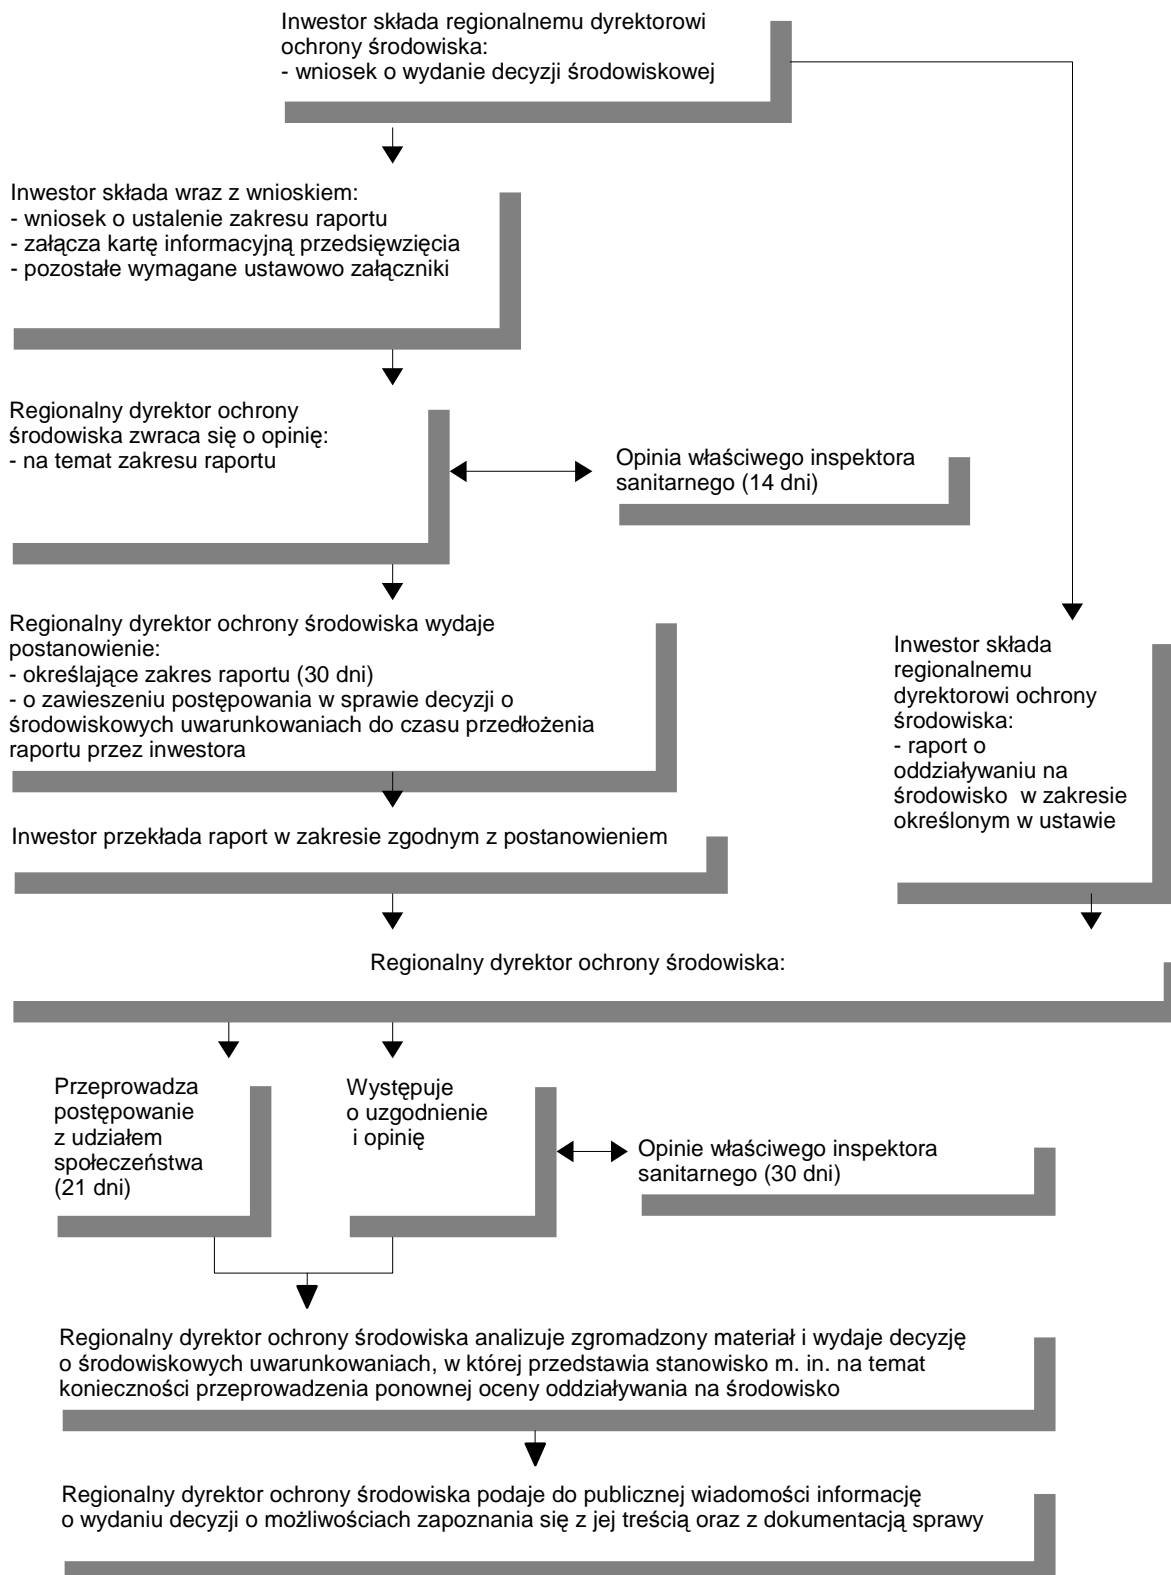 Inwestor składa regionalnemu dyrektorowi
ochrony środowiska:
- wniosek o wydanie decyzji środowiskowej
Inwestor składa wraz z wnioskiem:
- wniosek o ustalenie zakresu raportu
- załącza kartę informacyjną przedsięwzięcia
- pozostałe wymagane ustawowo załączniki
Regionalny dyrektor ochrony
środowiska zwraca się o opinię:
- na temat zakresu raportu
Opinia właściwego inspektora
sanitarnego (14 dni)
Regionalny dyrektor ochrony środowiska wydaje
postanowienie:
- określające zakres raportu (30 dni)
- o zawieszeniu postępowania w sprawie decyzji o
środowiskowych uwarunkowaniach do czasu przedłożenia
raportu przez inwestora
Inwestor składa
regionalnemu
dyrektorowi ochrony
środowiska:
- raport o
oddziaływaniu na
środowisko w zakresie
określonym w ustawie
Inwestor przekłada raport w zakresie zgodnym z postanowieniem
Regionalny dyrektor ochrony środowiska:
Przeprowadza
postępowanie
z udziałem
społeczeństwa
(21 dni)
Występuje
o uzgodnienie
i opinię
Opinie właściwego inspektora
sanitarnego (30 dni)
Regionalny dyrektor ochrony środowiska analizuje zgromadzony materiał i wydaje decyzję
o środowiskowych uwarunkowaniach, w której przedstawia stanowisko m. in. na temat
konieczności przeprowadzenia ponownej oceny oddziaływania na środowisko
Regionalny dyrektor ochrony środowiska podaje do publicznej wiadomości informację
o wydaniu decyzji o możliwościach zapoznania się z jej treścią oraz z dokumentacją sprawy